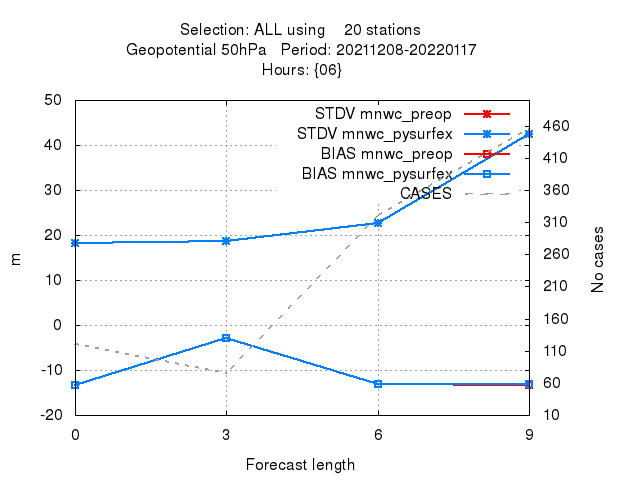 Selection: ALL using    20 stations
Geopotential 50hPa   Period: 20211208-20220117
Hours: {06}
STDV mnwc_preop
STDV mnwc_pysurfex
BIAS mnwc_preop
BIAS mnwc_pysurfex
CASES
50
40
30
20
10
0
-10
-20
m
460
410
360
310
260
210
160
110
60
10
No cases
0 3 6 9
Forecast length